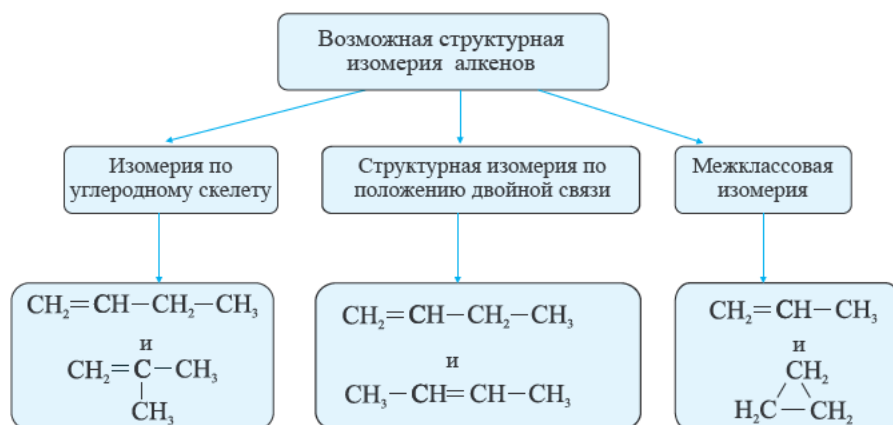 Возможная структурная
изомерия алкенов
Изомерия по
углеродному скелету
Структурная изомерия по
положению двойной связи
Межклассовая
изомерия
CH₂=CH−CH₂−CH₃
и
CH₂=C−CH₃
CH₃
CH₂=CH−CH₂−CH₃
и
CH₃−CH=CH−CH₃
CH₂=CH−CH₃
и
CH₂
H₂C−CH₂